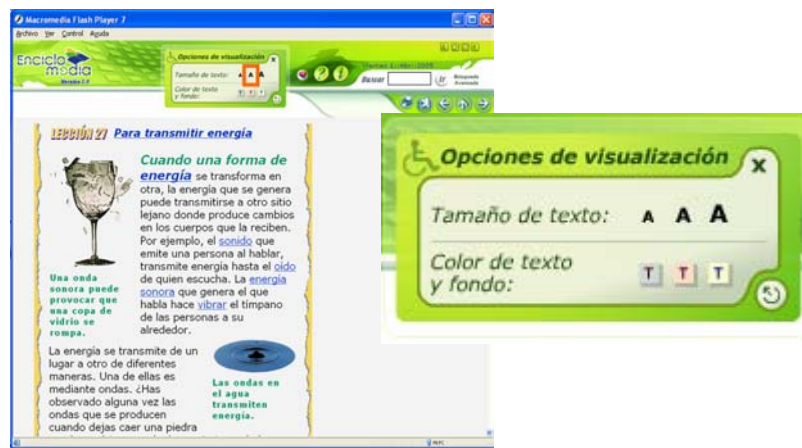 Macromedia Flash Player 7
Archivo Ver Control Ayuda
Enciclomedia
Opciones de visualización x
Tamaño de texto: A A A
Color de texto
y fondo: T T T
Buscar Ir Búsqueda
Avanzada
LECCIÓN 27 Para transmitir energía
Cuando una forma de
energía se transforma en
otra, la energía que se genera
puede transmitirse a otro sitio
lejano donde produce cambios
en los cuerpos que la reciben.
Por ejemplo, el sonido que
emite una persona al hablar,
transmite energía hasta el oído
de quien escucha. La energía
sonora que genera el que
habla hace vibrar el tímpano
de las personas a su
alrededor.
Una onda
sonora puede
provocar que
una copa de
vidrio se
rompa.
La energía se transmite de un
lugar a otro de diferentes
maneras. Una de ellas es
mediante ondas. ¿Has
observado alguna vez las
ondas que se producen
cuando dejas caer una piedra
Las ondas en
el agua
transmiten
energía.
Opciones de visualización x
Tamaño de texto: A A A
Color de texto
y fondo: T T T